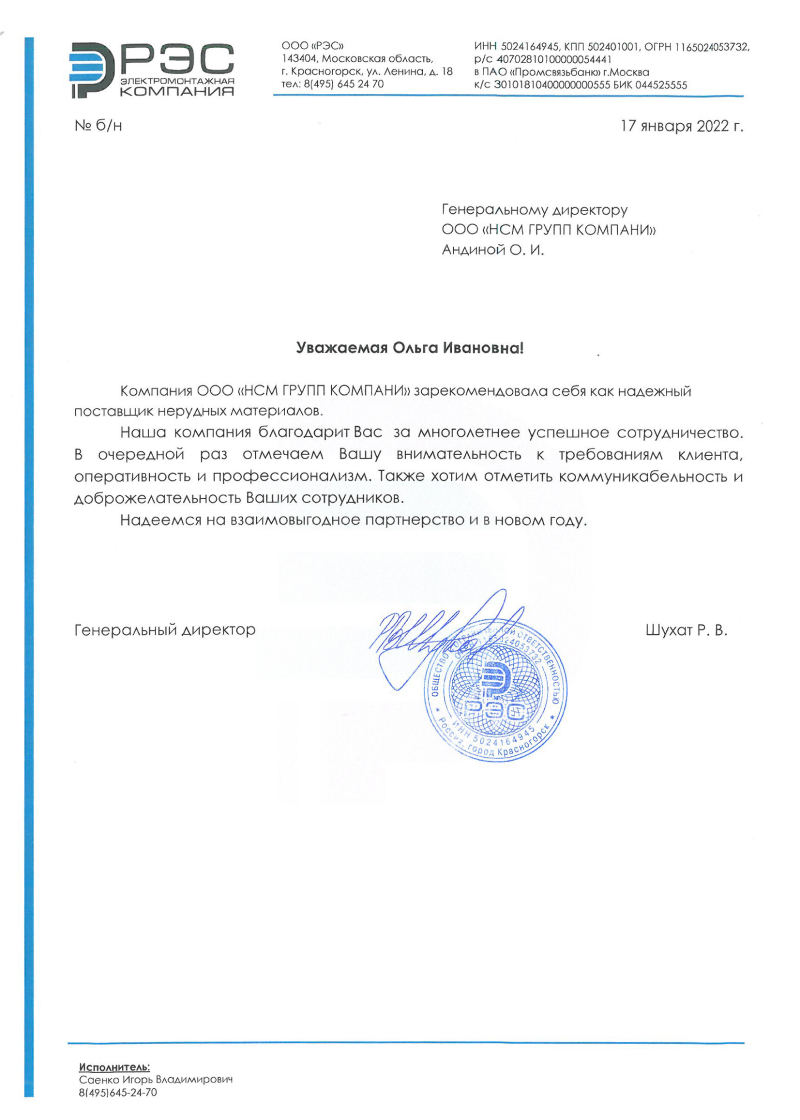 РЭС
ЭЛЕКТРОМОНТАЖНАЯ
КОМПАНИЯ
ООО «РЭС»
143404, Московская область,
г. Красногорск, ул. Ленина, д. 18
тел: 8(495) 645 24 70
ИНН 5024164945, КПП 502401001, ОГРН 1165024053732,
р/с 40702810100000054441
в ПАО «Промсвязьбанк» г.Москва
к/с 30101810400000000555 БИК 044525555
№ б/н
17 января 2022 г.
Генеральному директору
ООО «НСМ ГРУПП КОМПАНИ»
Андиной О. И.
Уважаемая Ольга Ивановна!
Компания ООО «НСМ ГРУПП КОМПАНИ» зарекомендовала себя как надежный
поставщик нерудных материалов.
Наша компания благодарит Вас за многолетнее успешное сотрудничество.
В очередной раз отмечаем Вашу внимательность к требованиям клиента,
оперативность и профессионализм. Также хотим отметить коммуникабельность и
доброжелательность Ваших сотрудников.
Надеемся на взаимовыгодное партнерство и в новом году.
Генеральный директор
Шухат Р. В.
ОБЩЕСТВО ОТВЕТСТВЕННОСТЬЮ
РЭС
ИНН 5024164945
Россия, город Красногорск
Исполнитель:
Саенко Игорь Владимирович
8(495)645-24-70